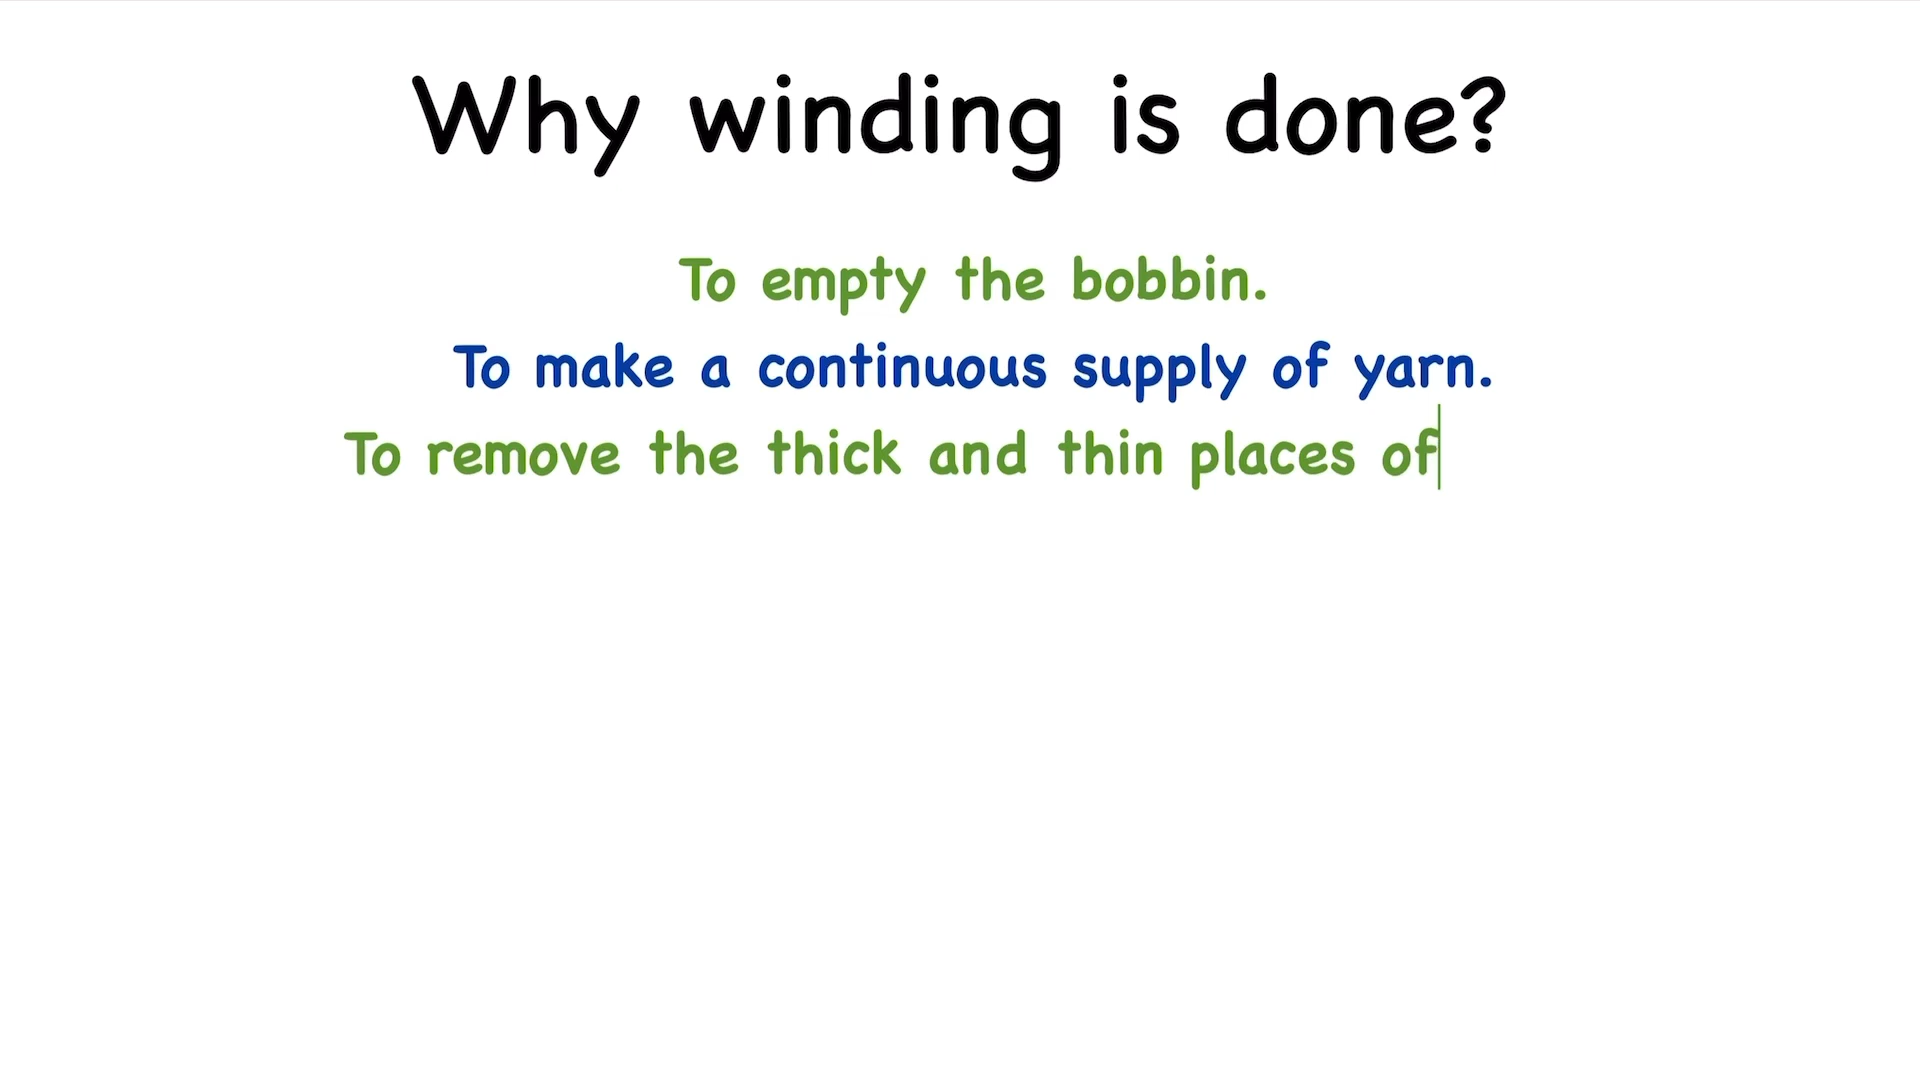 Why winding is done?
To empty the bobbin.
To make a continuous supply of yarn.
To remove the thick and thin places of